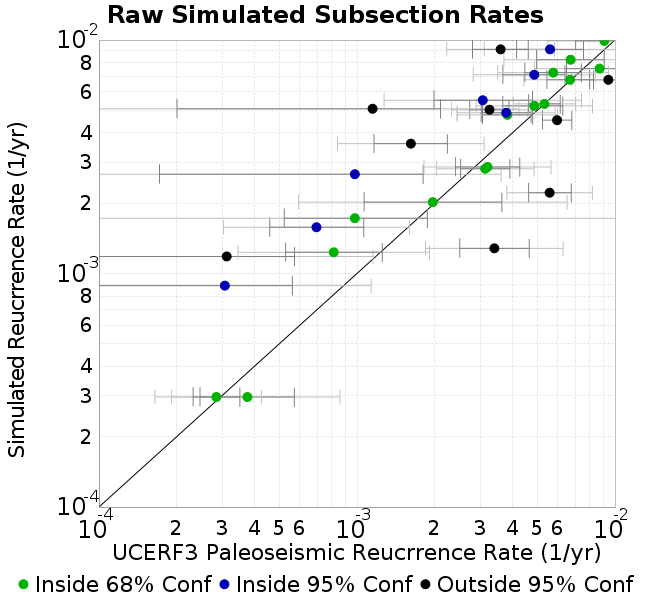 Raw Simulated Subsection Rates
Simulated Reucrrence Rate (1/yr)
10-2
8
6
4
3
2
10-3
8
6
4
3
2
10-4
10-4 2 3 4 5 6 10-3 2 3 4 5 6 10-2
UCERF3 Paleoseismic Reucrrence Rate (1/yr)
Inside 68% Conf Inside 95% Conf Outside 95% Conf